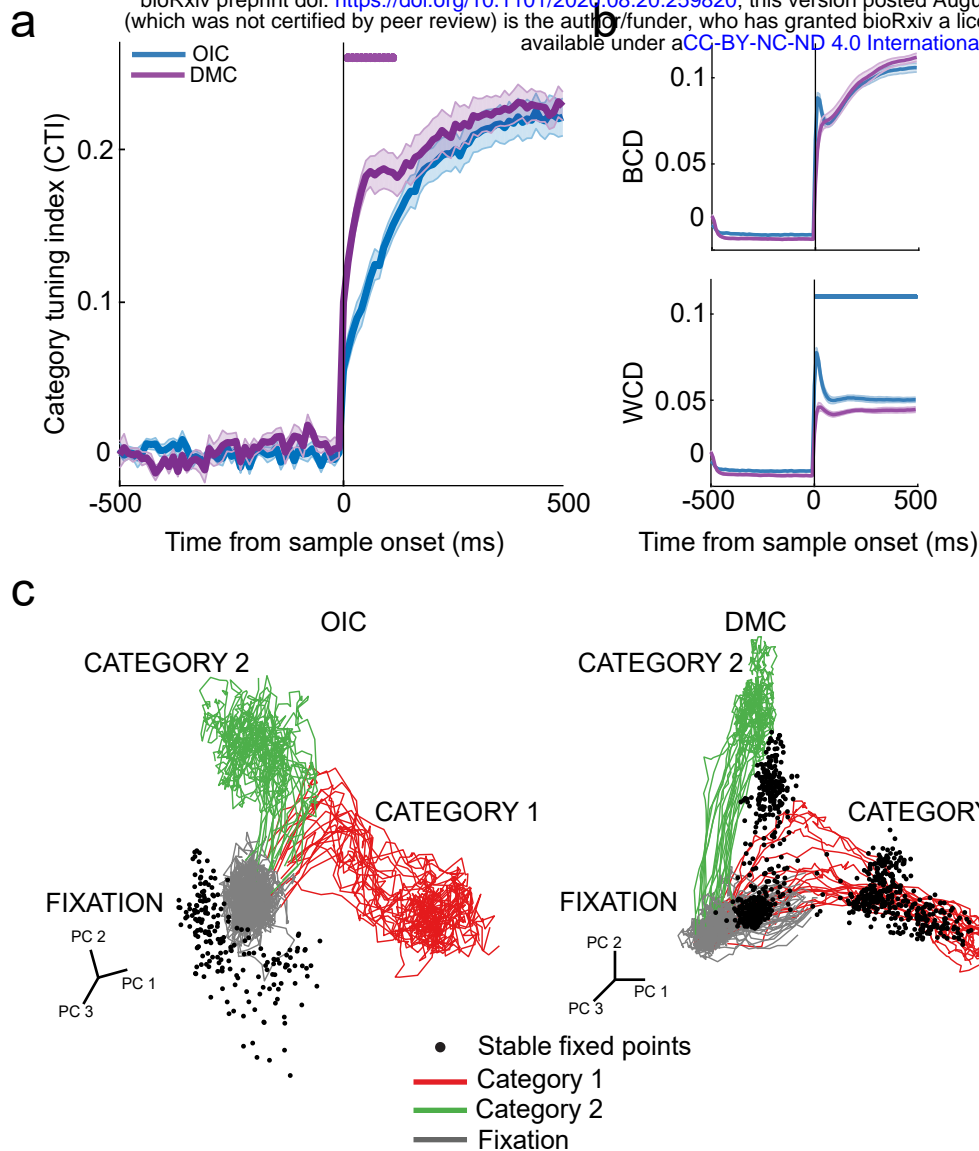 bioRxiv preprint doi: https://doi.org/10.1101/2020.08.20.259820; this version posted Augu
(which was not certified by peer review) is the author/funder, who has granted bioRxiv a lic
available under aCC-BY-NC-ND 4.0 Internationa
a
b
OIC
DMC
Category tuning index (CTI)
0.2
0.1
0
-500
0
500
Time from sample onset (ms)
BCD
0.1
0.05
0
WCD
0.1
0.05
0
-500
0
500
Time from sample onset (ms)
c
OIC
CATEGORY 2
CATEGORY 1
FIXATION
PC 2
PC 1
PC 3
DMC
CATEGORY 2
CATEGORY
FIXATION
PC 2
PC 1
PC 3
Stable fixed points
Category 1
Category 2
Fixation